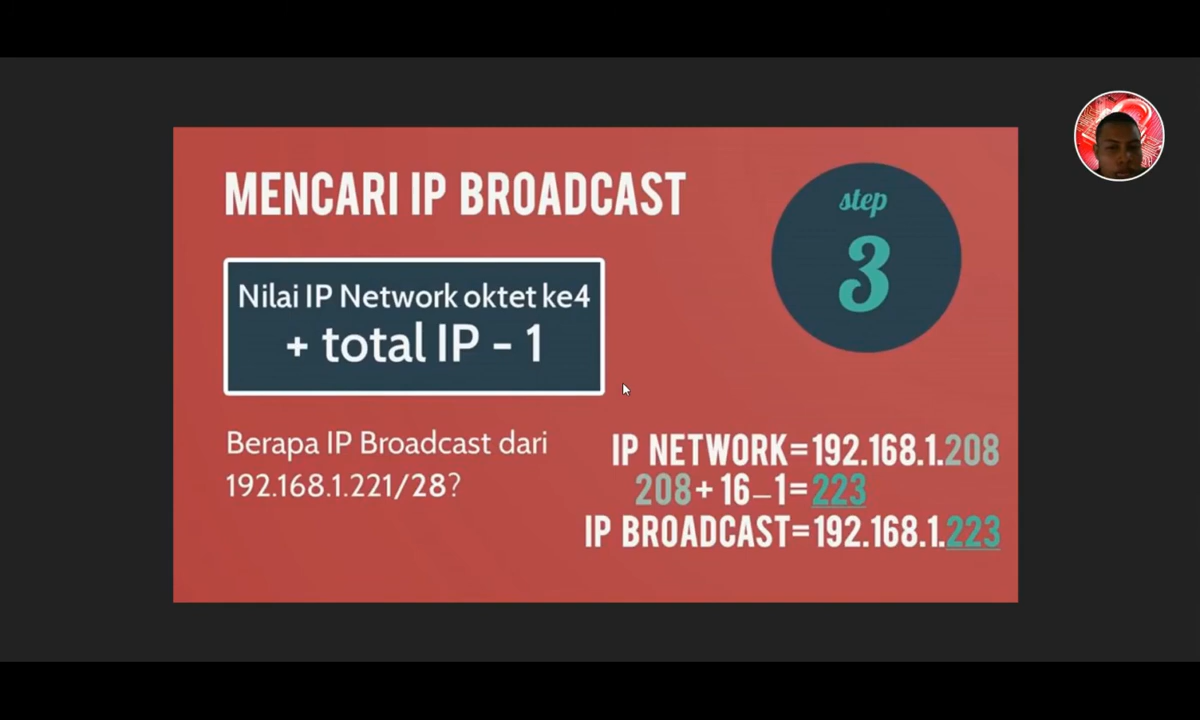 MENCARI IP BROADCAST
step
3
Nilai IP Network oktet ke4
+ total IP - 1
Berapa IP Broadcast dari
192.168.1.221/28?
IP NETWORK=192.168.1.208
208+16-1=223
IP BROADCAST=192.168.1.223